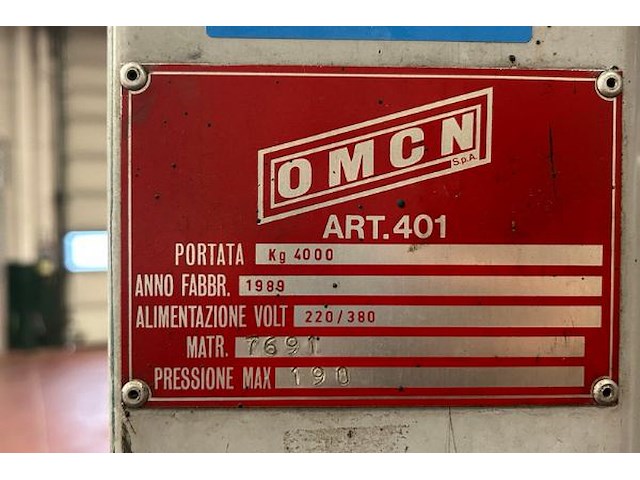 OMCN
S.p.A.
ART.401
PORTATA Kg 4000
ANNO FABBR. 1989
ALIMENTAZIONE VOLT 220/380
MATR. 7691
PRESSIONE MAX 190